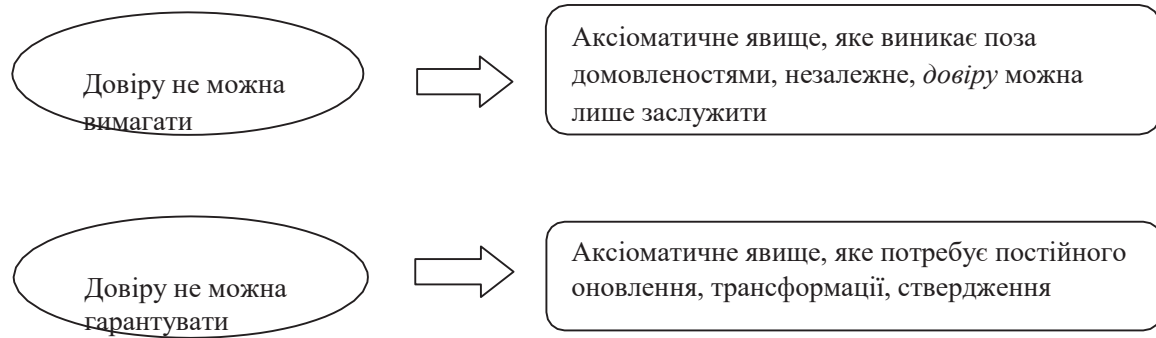 Довіру не можна
вимагати
Аксіоматичне явище, яке виникає поза
домовленостями, незалежне, довіру можна
лише заслужити
Довіру не можна
гарантувати
Аксіоматичне явище, яке потребує постійного
оновлення, трансформації, ствердження